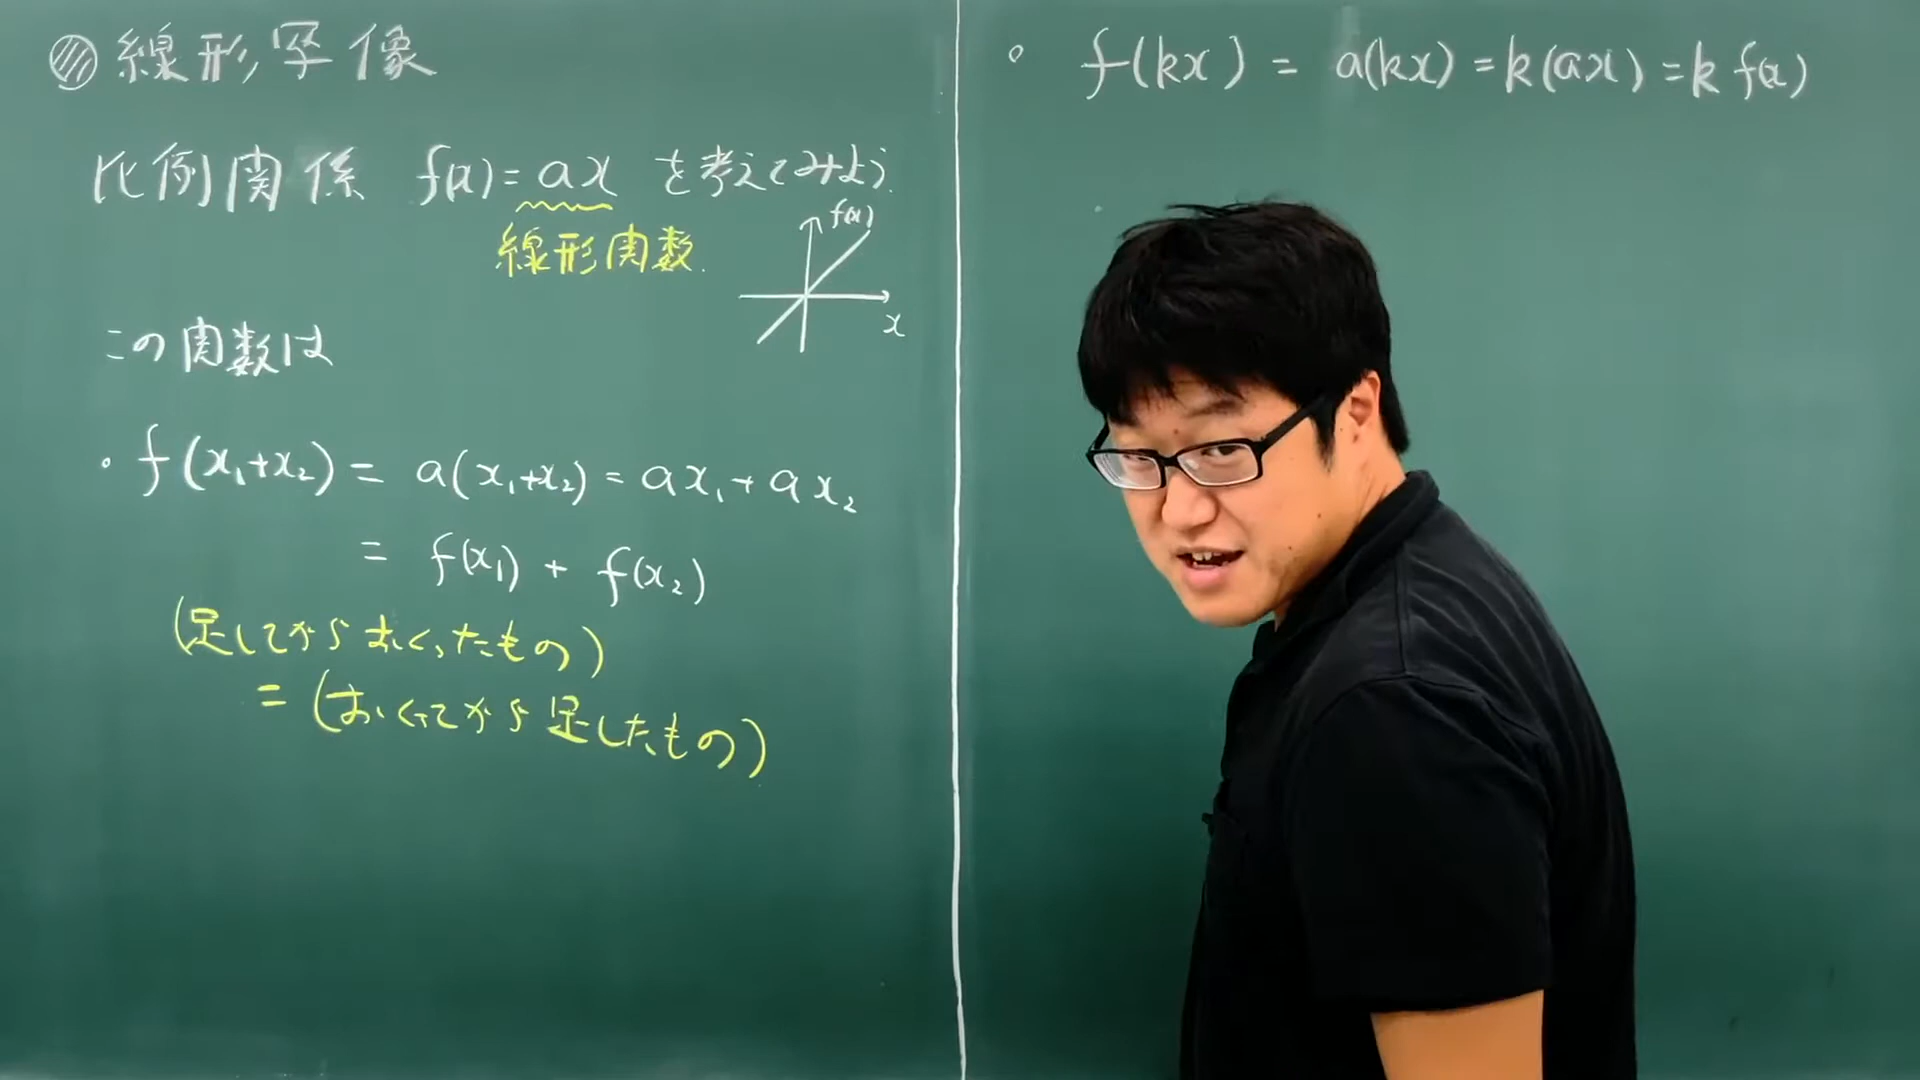 線形写像
比例関係 f(x)=ax を考えてみよう.
線形関数.
f(x)
x
この関数は
・f(x₁+x₂) = a(x₁+x₂) = ax₁+ax₂
= f(x₁) + f(x₂)
(足してからおくったもの)
= (おくってから足したもの)
・f(kx) = a(kx) = k(ax) = k f(x)